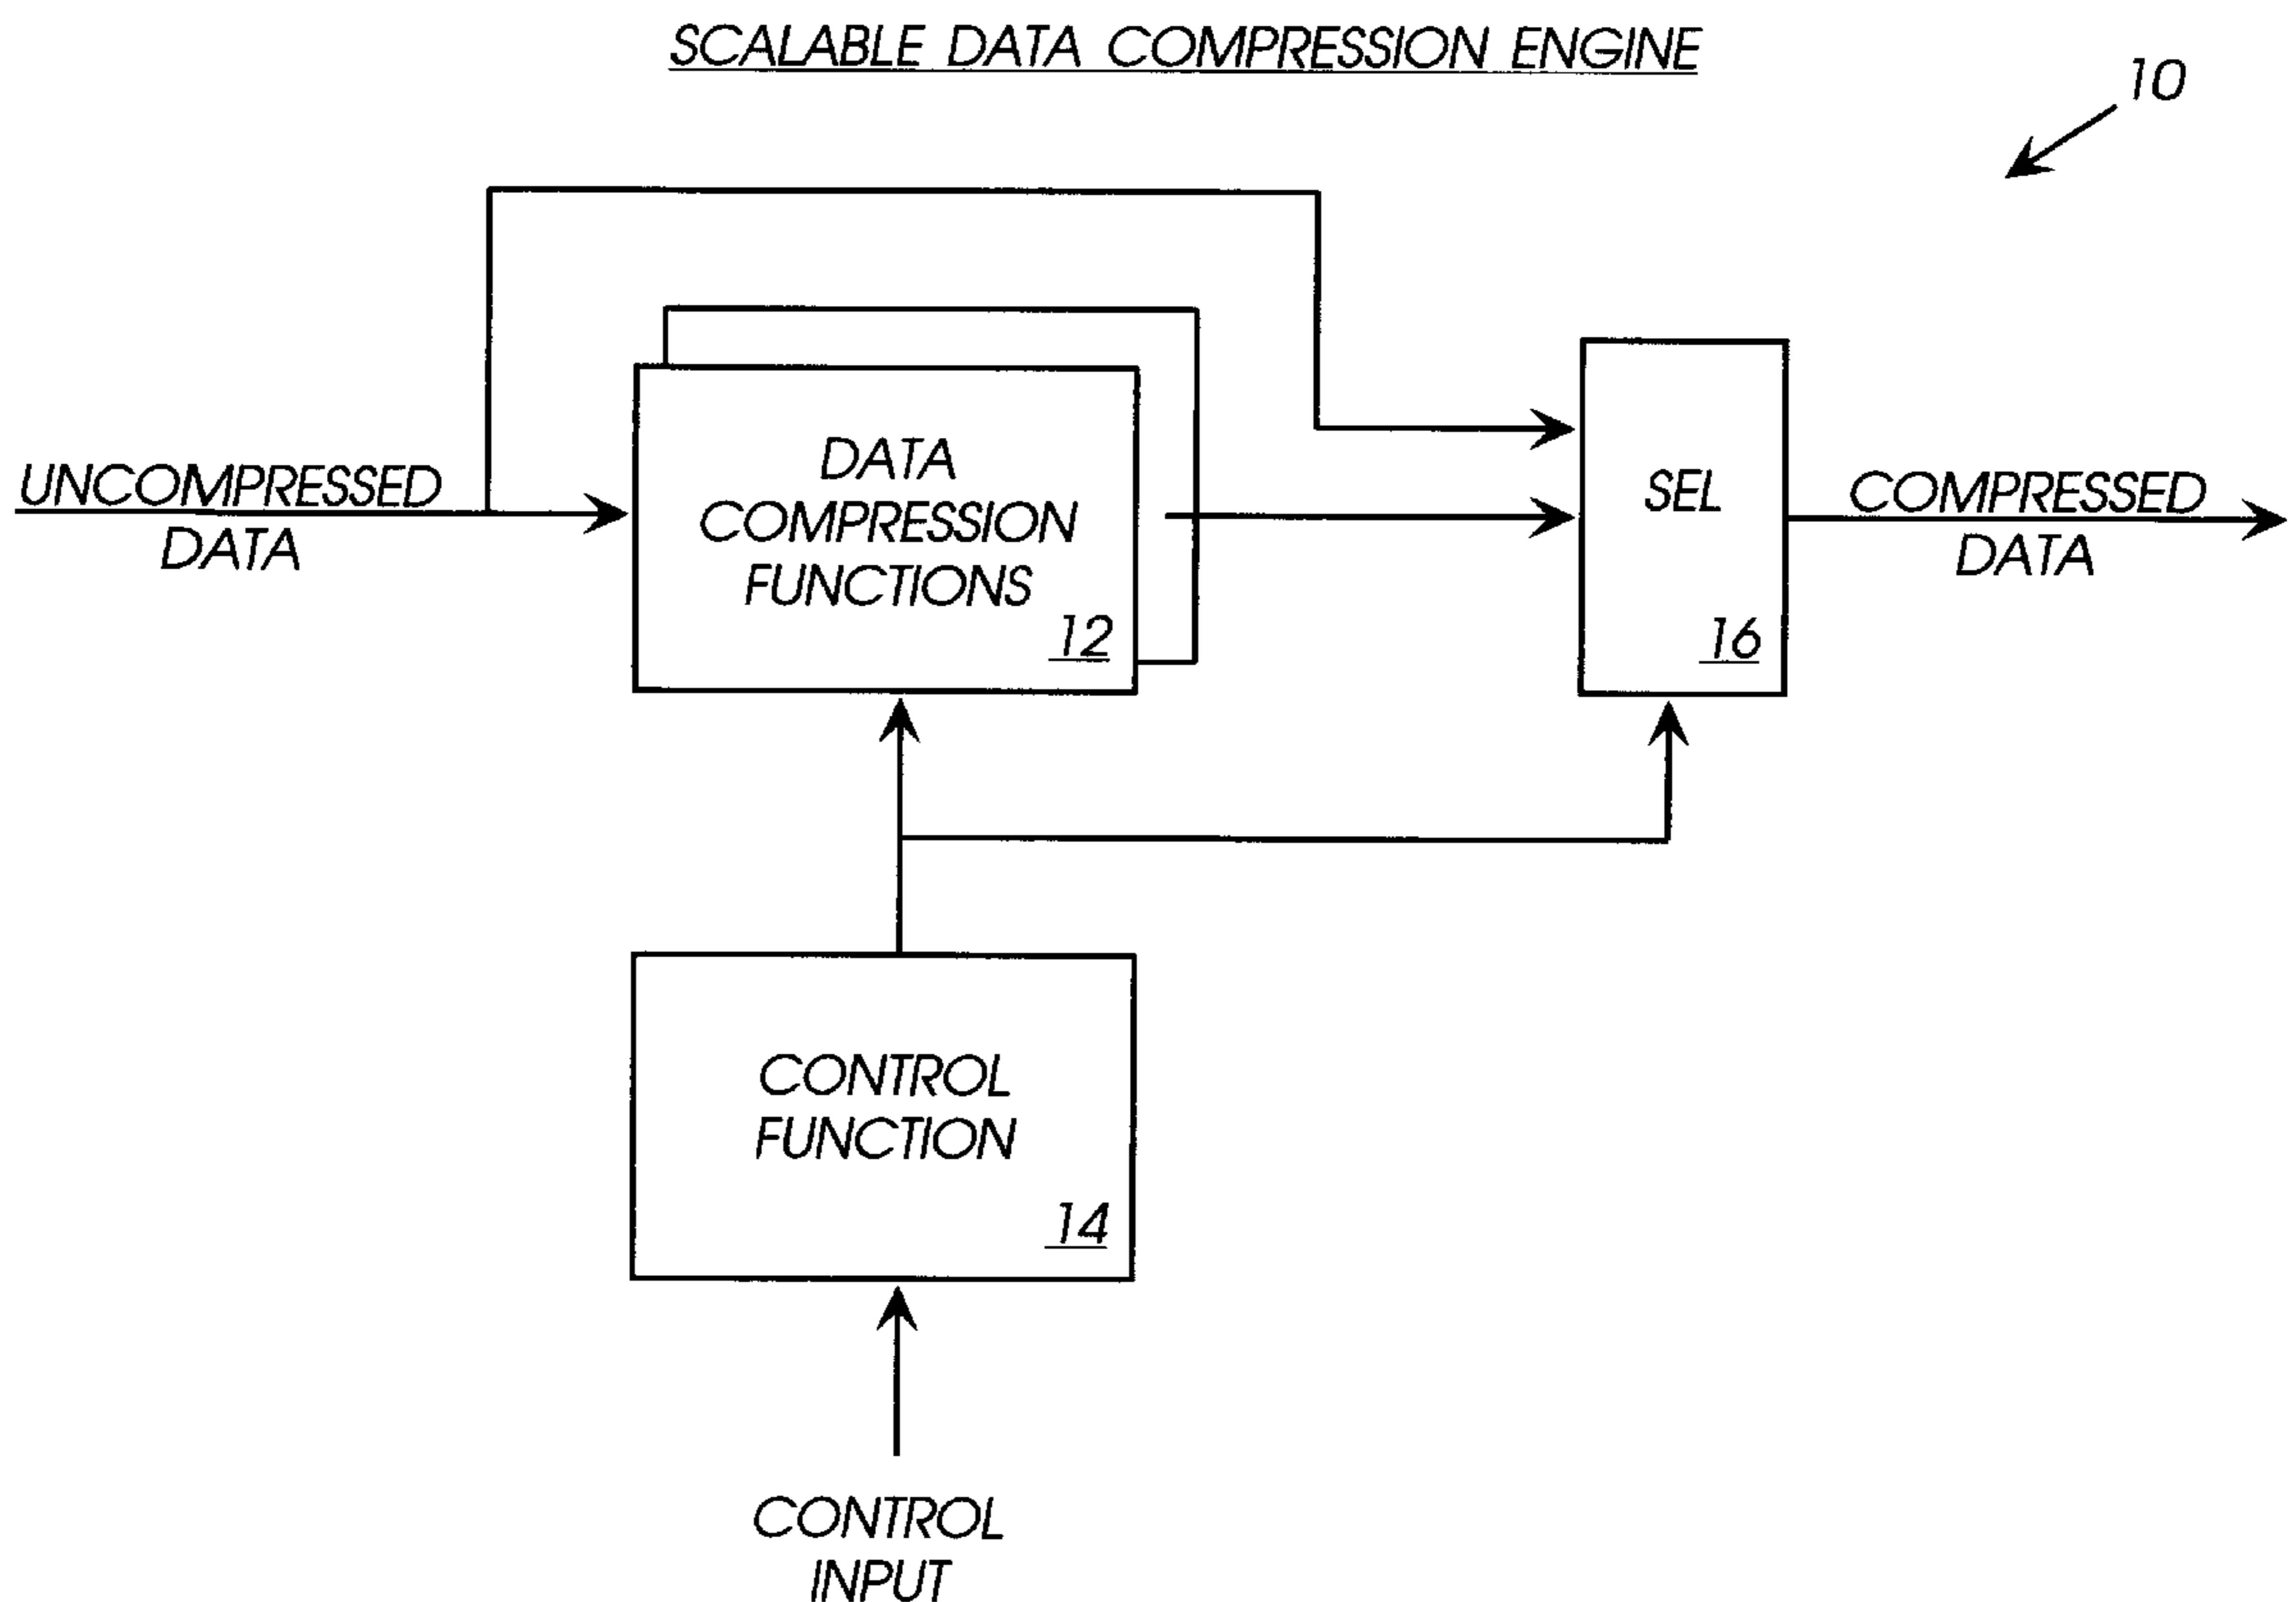 SCALABLE DATA COMPRESSION ENGINE
10
UNCOMPRESSED
DATA
DATA
COMPRESSION
FUNCTIONS
12
SEL
16
COMPRESSED
DATA
CONTROL
FUNCTION
14
CONTROL
INPUT